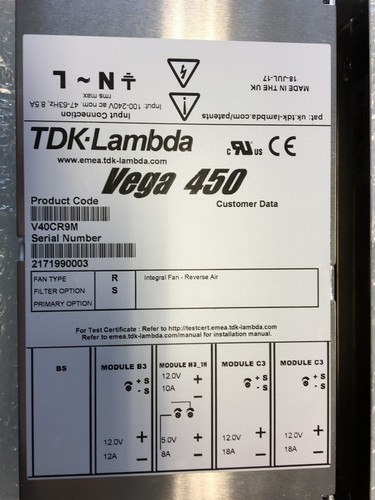 Input Connection
Input: 100-240V ac nom. 47-63Hz, 8.5A
rms max.
N ~ L
pat: uk.tdk-lambda.com/patents
MADE IN THE UK
18-JUL-17
TDK·Lambda
www.emea.tdk-lambda.com
c RU US CE
Vega 450
Product Code
Customer Data
V40CR9M
Serial Number
2171990003
FAN TYPE R Integral Fan - Reverse Air
FILTER OPTION S
PRIMARY OPTION
For Test Certificate : Refer to http://testcert.emea.tdk-lambda.com
Refer to emea.tdk-lambda.com/manual for installation manual.
BS MODULE B3 MODULE MODULE C3 MODULE C3
+ S 12.0V + + S + S
- S 10A - - S - S
12.0V + 5.0V + 12.0V + 12.0V +
12A - 8A - 18A - 18A -